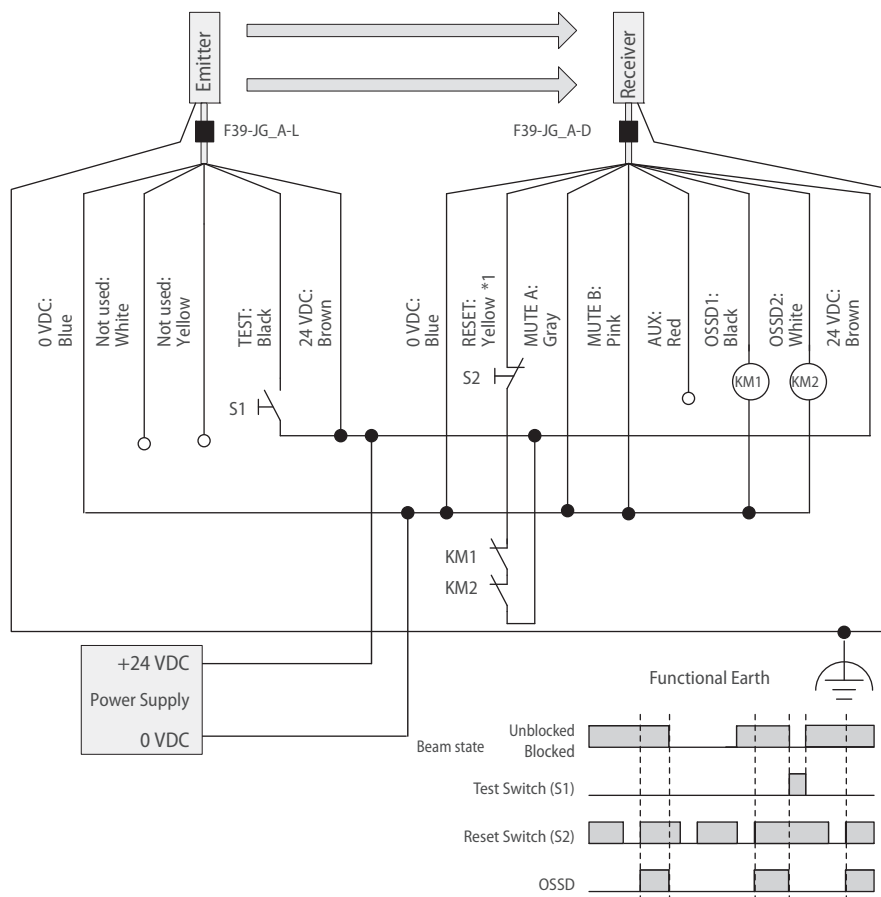 Emitter
Receiver
F39-JG_A-L
F39-JG_A-D
0 VDC:
Blue
Not used:
White
Not used:
Yellow
TEST:
Black
24 VDC:
Brown
0 VDC:
Blue
RESET:
Yellow *1
MUTE A:
Gray
MUTE B:
Pink
AUX:
Red
OSSD1:
Black
OSSD2:
White
24 VDC:
Brown
S1
S2
KM1
KM2
KM1
KM2
+24 VDC
Power Supply
0 VDC
Functional Earth
Beam state
Unblocked
Blocked
Test Switch (S1)
Reset Switch (S2)
OSSD